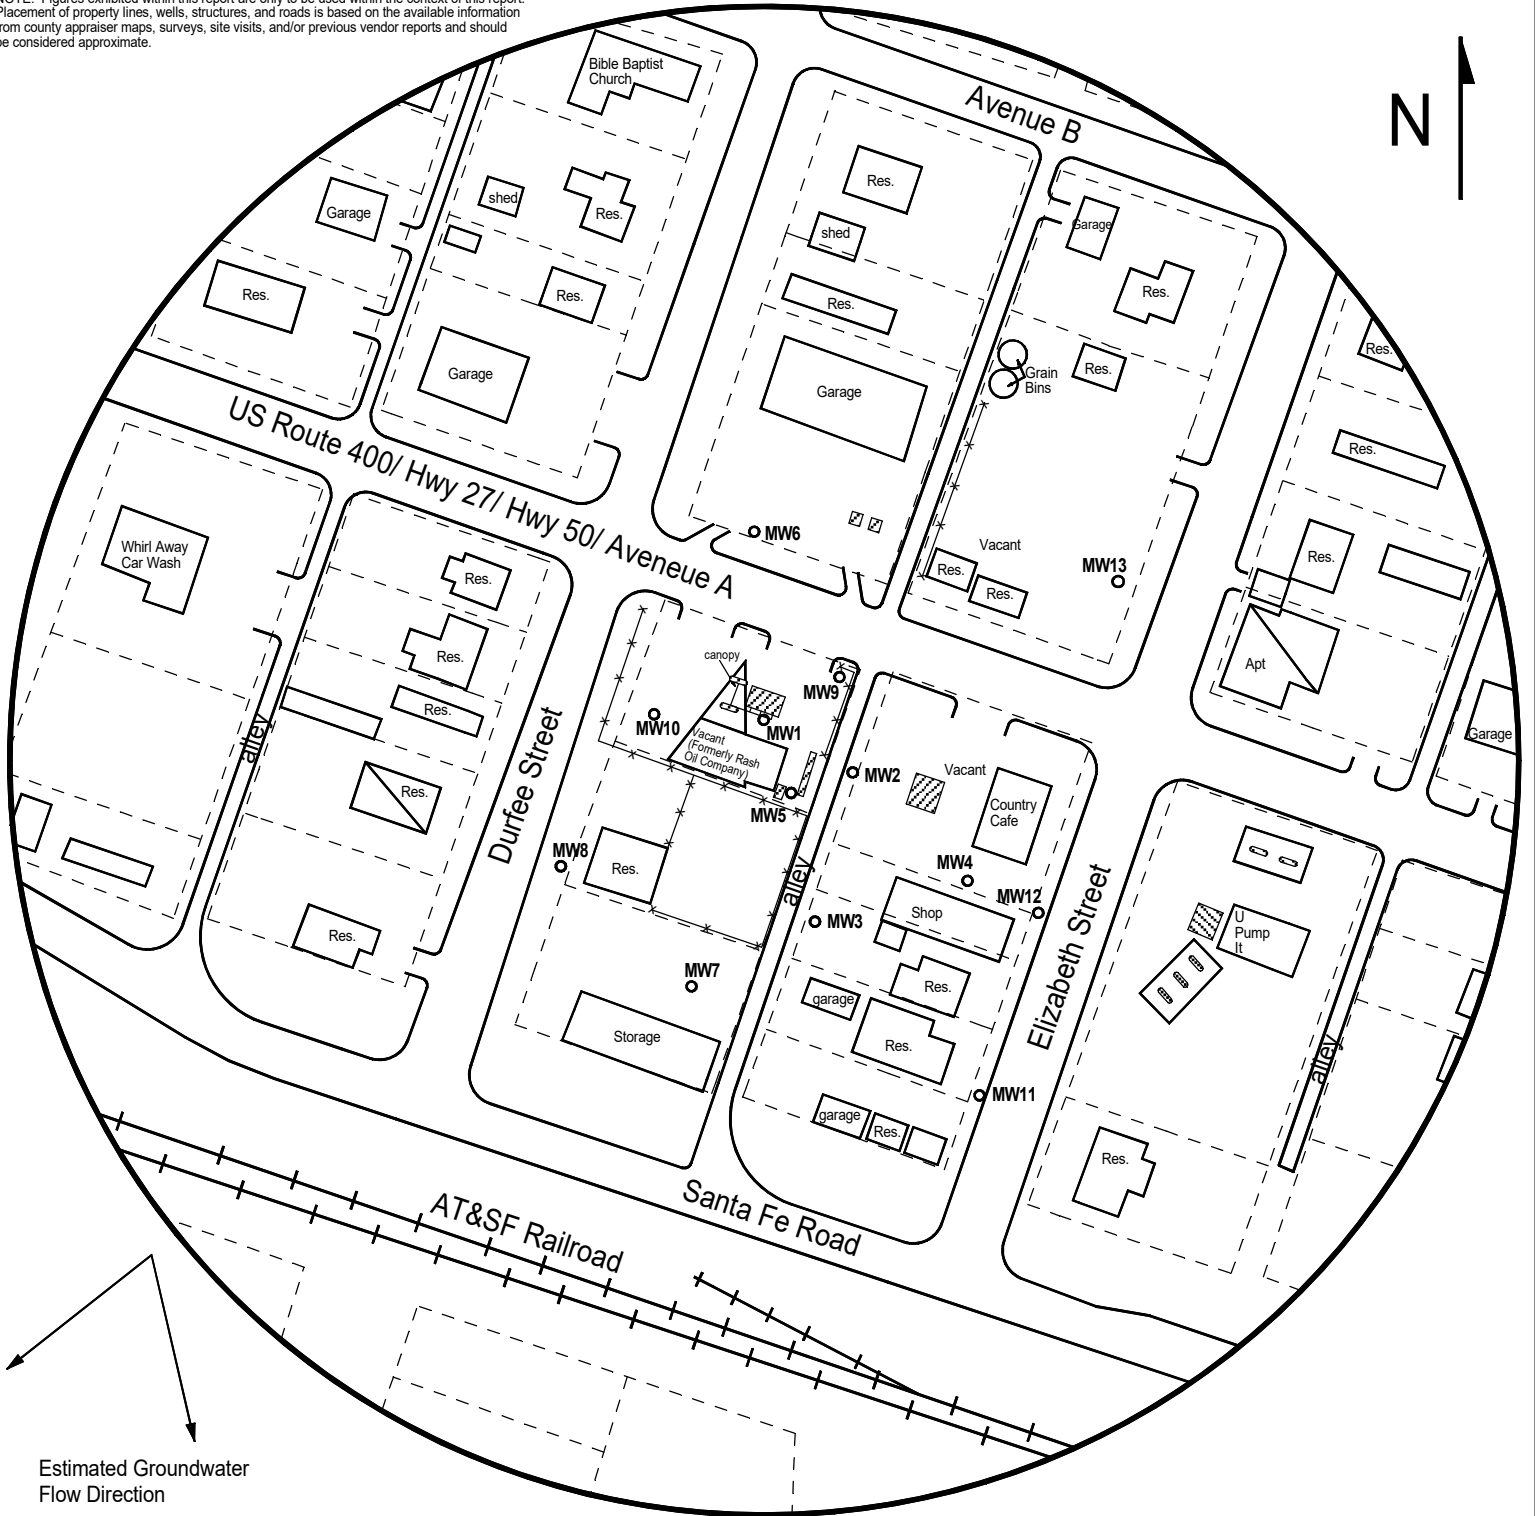 NOTE: Figures exhibited within this report are only to be used within the context of this report.
Placement of property lines, wells, structures, and roads is based on the available information
from county appraiser maps, surveys, site visits, and/or previous vendor reports and should
be considered approximate.
N
Bible Baptist
Church
Avenue B
Res.
shed
Garage
Res.
shed
Garage
Res.
Res.
Res.
Res.
Garage
Garage
Res.
Grain
Bins
Res.
Res.
US Route 400/ Hwy 27/ Hwy 50/ Aveneue A
Res.
Whirl Away
Car Wash
MW6
Vacant
Res.
Res.
MW13
Res.
Res.
Res.
Res.
Apt
Garage
alley
Durfee Street
canopy
MW9
MW10
MW1
Vacant
(Formerly Rash
Oil Company)
MW2
Vacant
Country
Cafe
MW5
Res.
MW8
Res.
alley
MW4
MW12
MW3
Shop
Elizabeth Street
U
Pump
It
Res.
MW7
Res.
garage
Storage
Res.
alley
MW11
garage
Res.
Res.
Santa Fe Road
AT&SF Railroad
Estimated Groundwater
Flow Direction